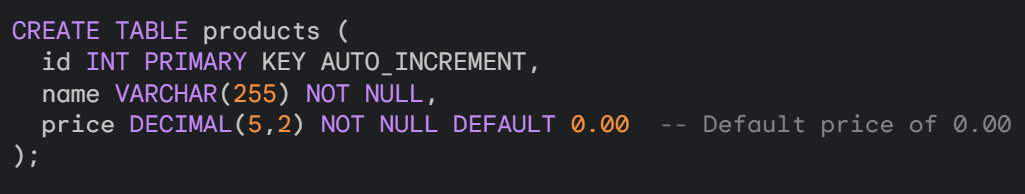 CREATE TABLE products (
  id INT PRIMARY KEY AUTO_INCREMENT,
  name VARCHAR(255) NOT NULL,
  price DECIMAL(5,2) NOT NULL DEFAULT 0.00  -- Default price of 0.00
);